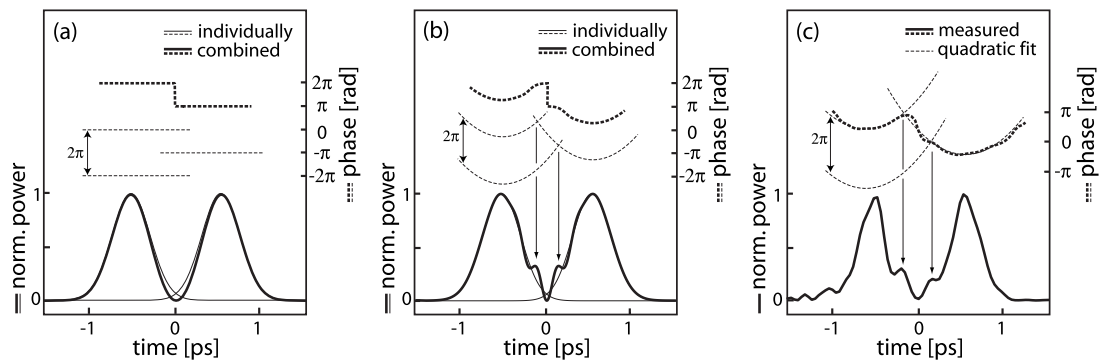 (a)
individually
combined
2π
π
0
-π
-2π
phase [rad]
2π
norm. power
1
0
-1
0
1
time [ps]
(b)
individually
combined
2π
π
0
-π
-2π
phase [rad]
2π
norm. power
1
0
-1
0
1
time [ps]
(c)
measured
quadratic fit
π
0
-π
phase [rad]
2π
norm. power
1
0
-1
0
1
time [ps]